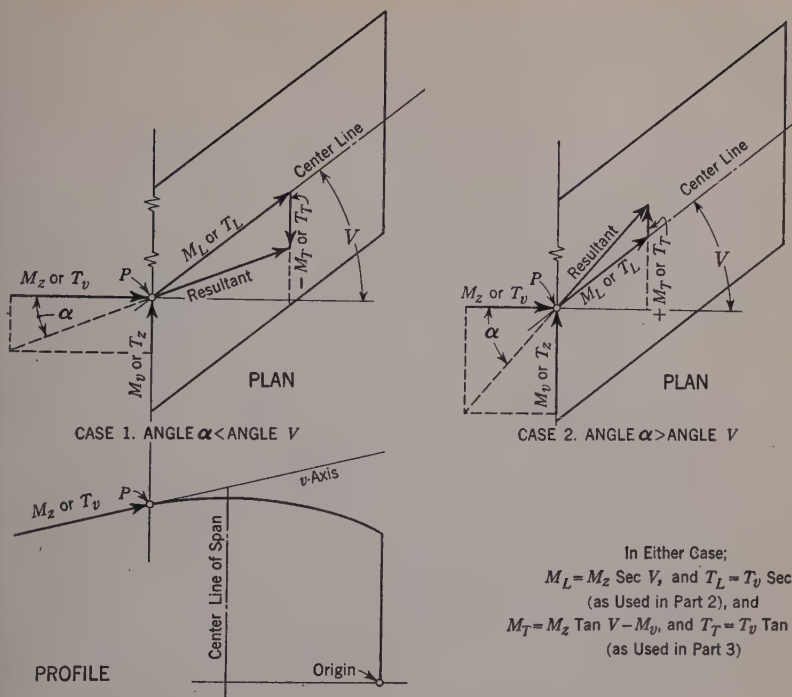 Center Line
M_L or T_L
- M_T or T_T
V
M_z or T_v
P
Resultant
α
M_v or T_z
PLAN
CASE 1. ANGLE α<ANGLE V
Center Line
Resultant
M_L or T_L
+ M_T or T_T
V
P
M_z or T_v
α
M_v or T_z
PLAN
CASE 2. ANGLE α>ANGLE V
v-Axis
M_z or T_v
P
Center Line of Span
PROFILE
Origin
In Either Case;
M_L = M_z Sec V, and T_L = T_v Sec
(as Used in Part 2), and
M_T = M_z Tan V - M_v, and T_T = T_v Tan
(as Used in Part 3)